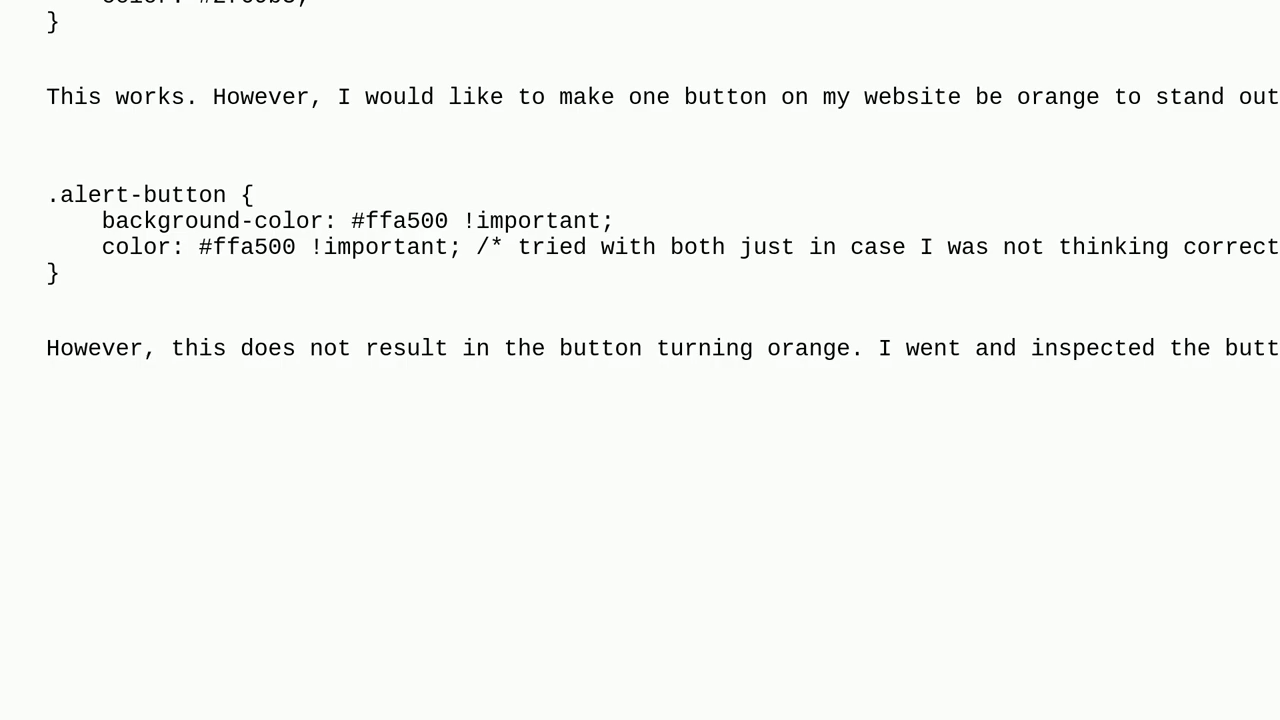 }
This works. However, I would like to make one button on my website be orange to stand out
.alert-button {
    background-color: #ffa500 !important;
    color: #ffa500 !important; /* tried with both just in case I was not thinking correct
}
However, this does not result in the button turning orange. I went and inspected the butt